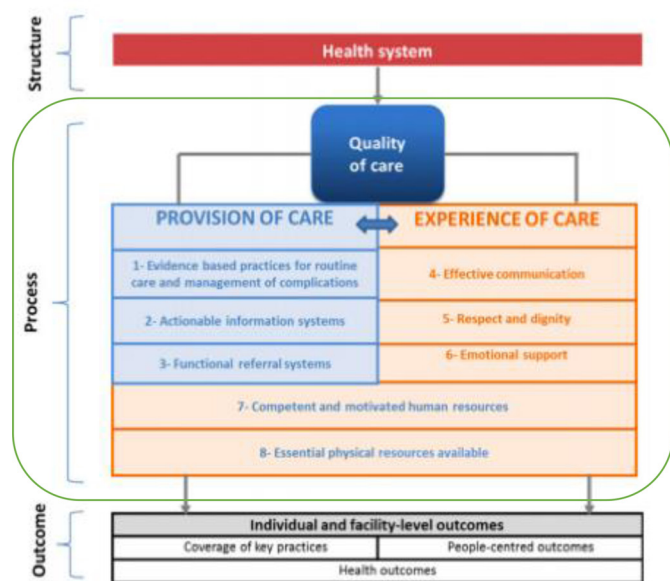 Structure
Health system
Process
Quality
of care
PROVISION OF CARE
EXPERIENCE OF CARE
1- Evidence based practices for routine
care and management of complications
4- Effective communication
2- Actionable information systems
5- Respect and dignity
3- Functional referral systems
6- Emotional support
7- Competent and motivated human resources
8- Essential physical resources available
Outcome
Individual and facility-level outcomes
Coverage of key practices
People-centred outcomes
Health outcomes